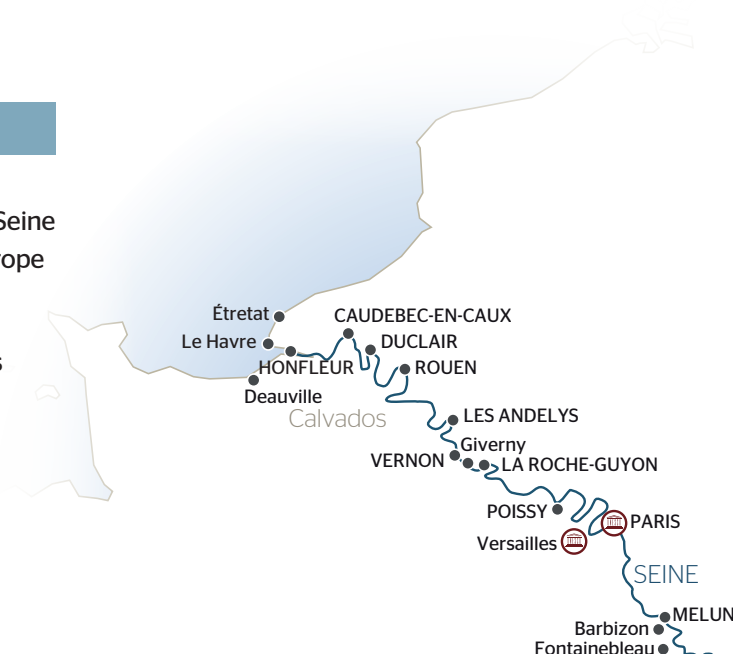 Seine
Étretat
CAUDEBEC-EN-CAUX
Le Havre
DUCLAIR
HONFLEUR
ROUEN
Deauville
Calvados
LES ANDELYS
Giverny
VERNON
LA ROCHE-GUYON
POISSY
PARIS
Versailles
SEINE
MELUN
Barbizon
Fontainebleau